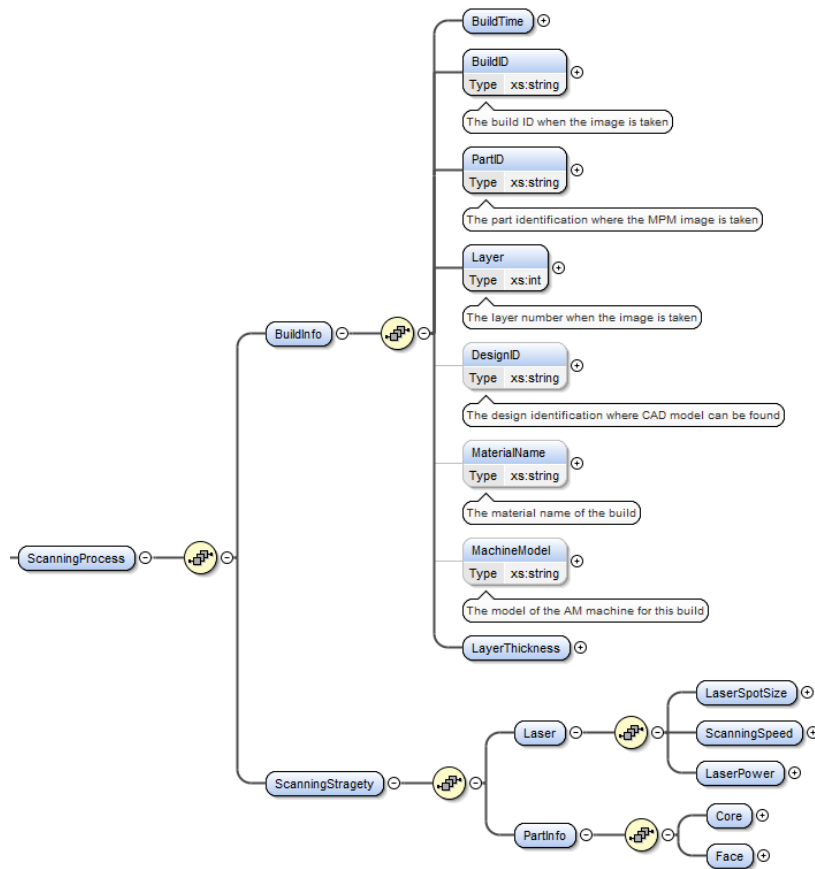 BuildTime
BuildID
Type xs:string
The build ID when the image is taken
PartID
Type xs:string
The part identification where the MPM image is taken
Layer
Type xs:int
The layer number when the image is taken
BuildInfo
DesignID
Type xs:string
The design identification where CAD model can be found
MaterialName
Type xs:string
The material name of the build
ScanningProcess
MachineModel
Type xs:string
The model of the AM machine for this build
LayerThickness
LaserSpotSize
Laser
ScanningSpeed
LaserPower
ScanningStragety
Core
PartInfo
Face